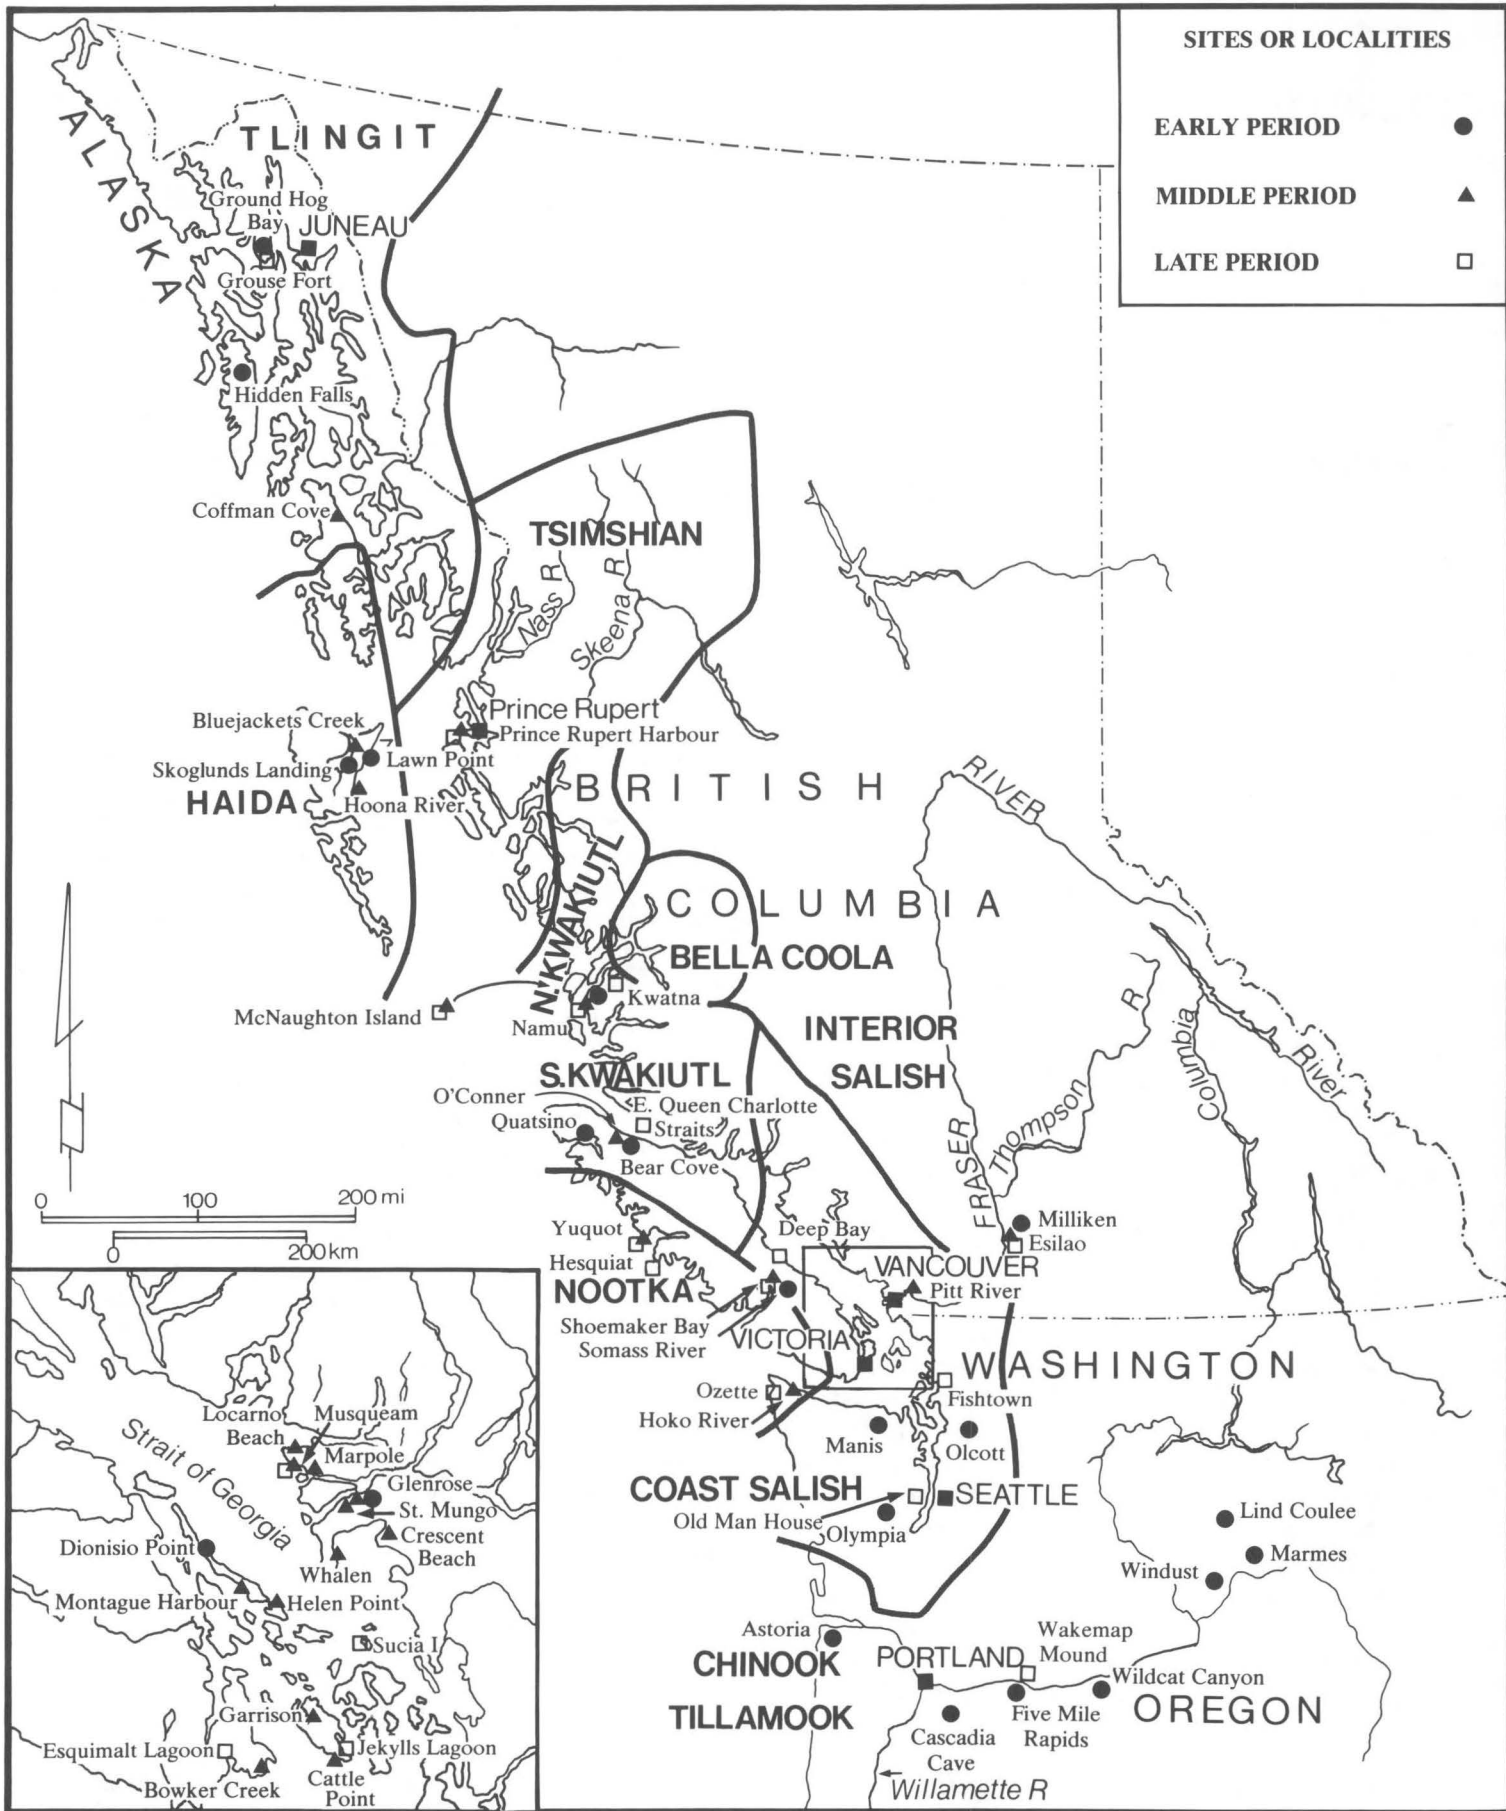 SITES OR LOCALITIES
EARLY PERIOD
MIDDLE PERIOD
LATE PERIOD
TLINGIT
ALASKA
Ground Hog
Bay
JUNEAU
Grouse Fort
Hidden Falls
Coffman Cove
TSIMSHIAN
Nass R
Skeena R
Prince Rupert
Prince Rupert Harbour
Bluejackets Creek
Lawn Point
Skoglunds Landing
HAIDA
Hoona River
BRITISH
COLUMBIA
RIVER
N.KWAKIUTL
BELLA COOLA
Kwatna
McNaughton Island
Namu
INTERIOR
SALISH
S.KWAKIUTL
O'Conner
E. Queen Charlotte
Straits
Quatsino
Bear Cove
FRASER
Thompson R
Columbia
River
0 100 200 mi
0 200 km
Yuquot
Hesquiat
NOOTKA
Deep Bay
Milliken
Esilao
VANCOUVER
Pitt River
Shoemaker Bay
Somass River
VICTORIA
WASHINGTON
Ozette
Hoko River
Fishtown
Manis
Olcott
COAST SALISH
SEATTLE
Old Man House
Olympia
Lind Coulee
Marmes
Windust
Astoria
CHINOOK
TILLAMOOK
PORTLAND
Wakemap
Mound
Wildcat Canyon
OREGON
Five Mile
Rapids
Cascadia
Cave
Willamette R
Strait of Georgia
Locarno
Beach
Musqueam
Marpole
Glenrose
St. Mungo
Crescent
Beach
Dionisio Point
Whalen
Montague Harbour
Helen Point
Sucia I
Garrison
Esquimalt Lagoon
Jekylls Lagoon
Bowker Creek
Cattle
Point